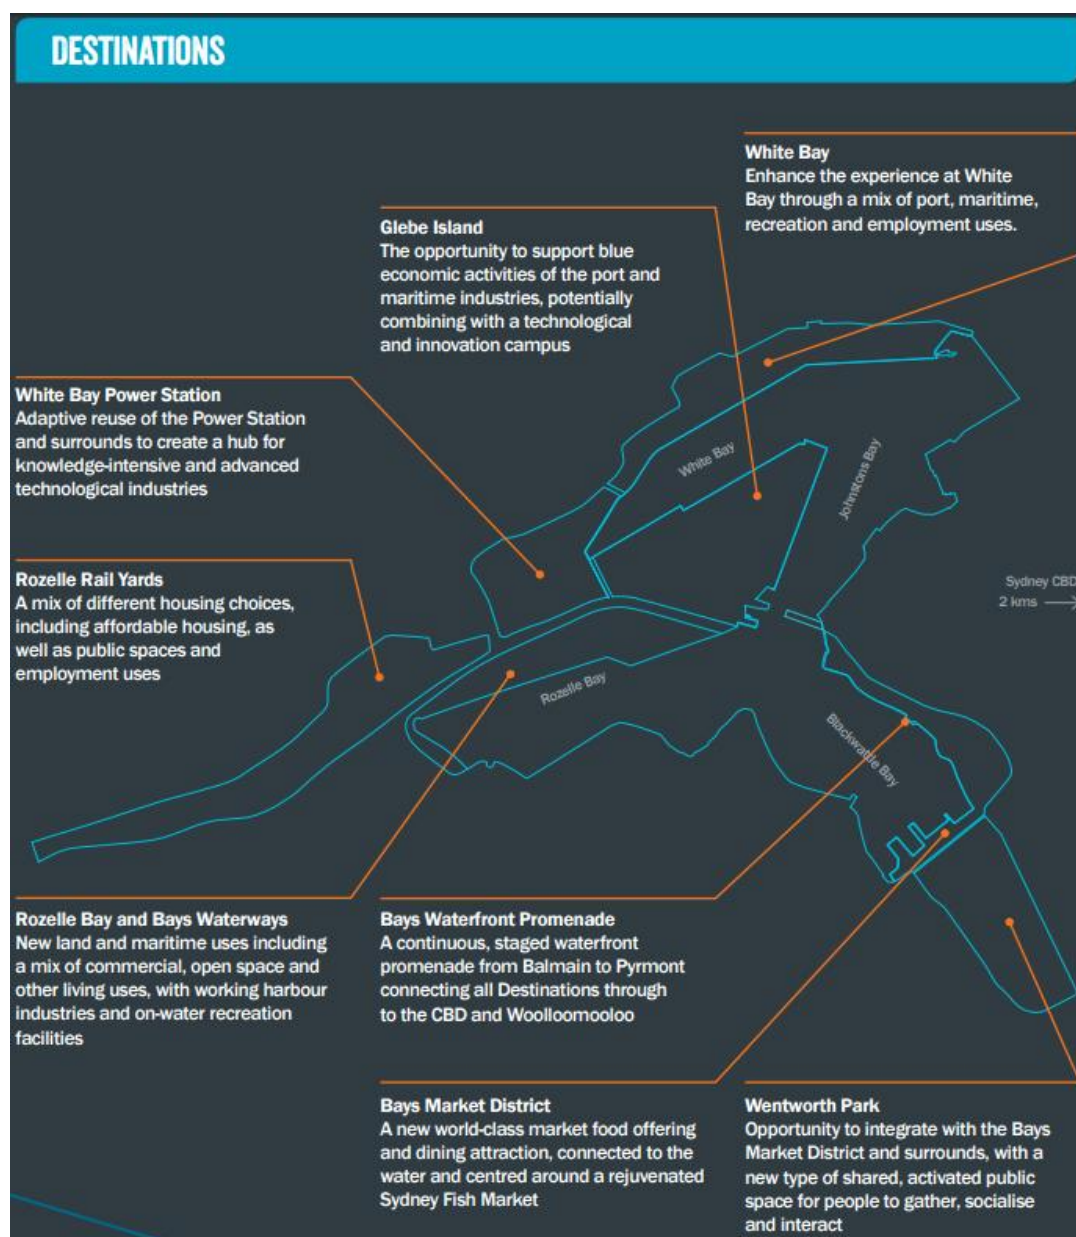 DESTINATIONS
White Bay
Enhance the experience at White
Bay through a mix of port, maritime,
recreation and employment uses.
Glebe Island
The opportunity to support blue
economic activities of the port and
maritime industries, potentially
combining with a technological
and innovation campus
White Bay Power Station
Adaptive reuse of the Power Station
and surrounds to create a hub for
knowledge-intensive and advanced
technological industries
White Bay
Johnstons Bay
Rozelle Rail Yards
A mix of different housing choices,
including affordable housing, as
well as public spaces and
employment uses
Sydney CBD
2 kms
Rozelle Bay
Blackwattle Bay
Rozelle Bay and Bays Waterways
New land and maritime uses including
a mix of commercial, open space and
other living uses, with working harbour
industries and on-water recreation
facilities
Bays Waterfront Promenade
A continuous, staged waterfront
promenade from Balmain to Pyrmont
connecting all Destinations through
to the CBD and Woolloomooloo
Bays Market District
A new world-class market food offering
and dining attraction, connected to the
water and centred around a rejuvenated
Sydney Fish Market
Wentworth Park
Opportunity to integrate with the Bays
Market District and surrounds, with a
new type of shared, activated public
space for people to gather, socialise
and interact